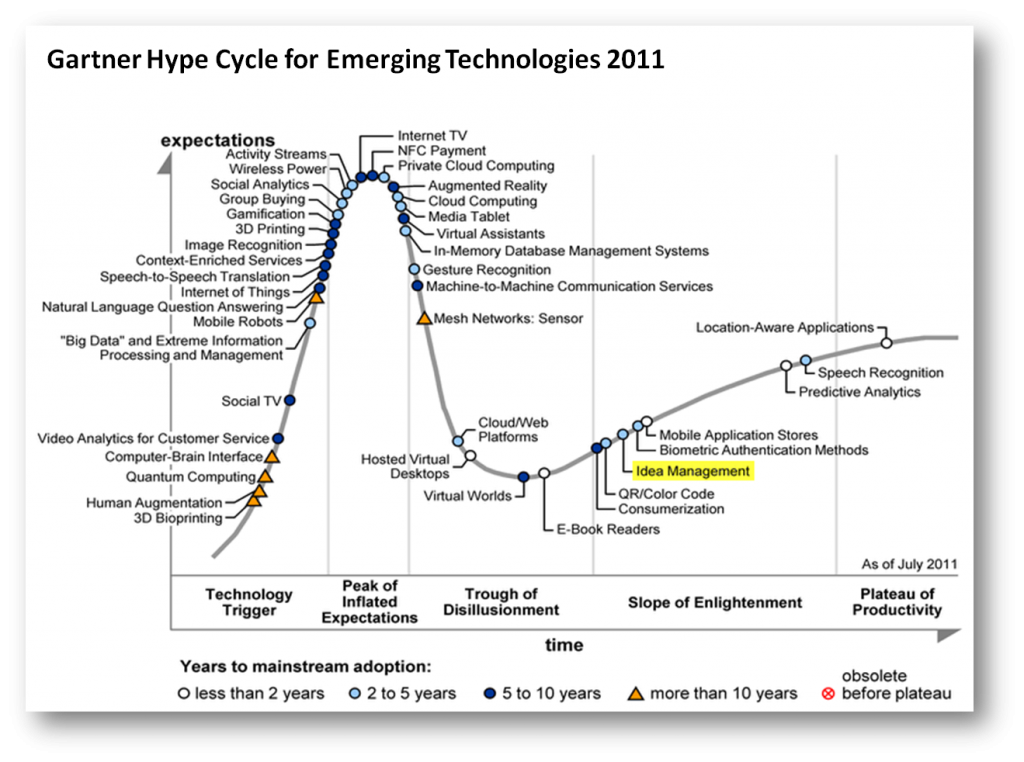 Gartner Hype Cycle for Emerging Technologies 2011
expectations
Activity Streams
Wireless Power
Social Analytics
Group Buying
Gamification
3D Printing
Image Recognition
Context-Enriched Services
Speech-to-Speech Translation
Internet of Things
Natural Language Question Answering
Mobile Robots
"Big Data" and Extreme Information
Processing and Management
Social TV
Video Analytics for Customer Service
Computer-Brain Interface
Quantum Computing
Human Augmentation
3D Bioprinting
Internet TV
NFC Payment
Private Cloud Computing
Augmented Reality
Cloud Computing
Media Tablet
Virtual Assistants
In-Memory Database Management Systems
Gesture Recognition
Machine-to-Machine Communication Services
Mesh Networks: Sensor
Cloud/Web
Platforms
Hosted Virtual
Desktops
Virtual Worlds
E-Book Readers
Location-Aware Applications
Speech Recognition
Predictive Analytics
Mobile Application Stores
Biometric Authentication Methods
Idea Management
QR/Color Code
Consumerization
As of July 2011
Technology
Trigger
Peak of
Inflated
Expectations
Trough of
Disillusionment
Slope of Enlightenment
Plateau of
Productivity
time
Years to mainstream adoption:
less than 2 years
2 to 5 years
5 to 10 years
more than 10 years
obsolete
before plateau